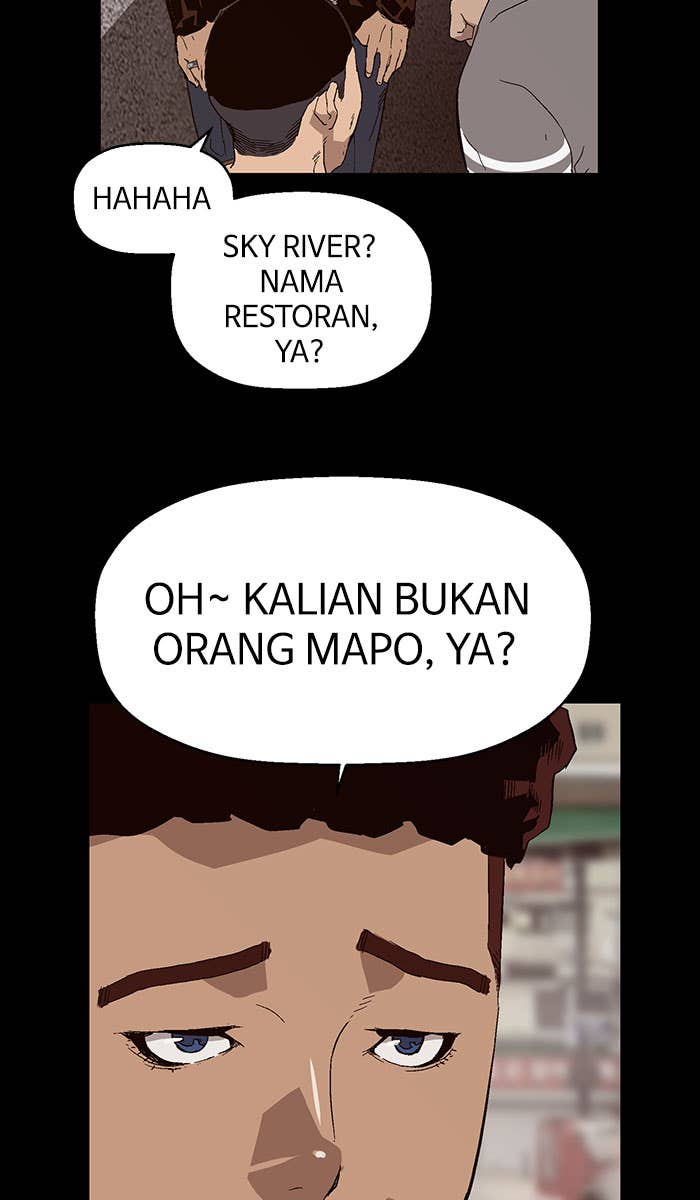 HAHAHA
SKY RIVER?
NAMA
RESTORAN,
YA?
OH~ KALIAN BUKAN
ORANG MAPO, YA?